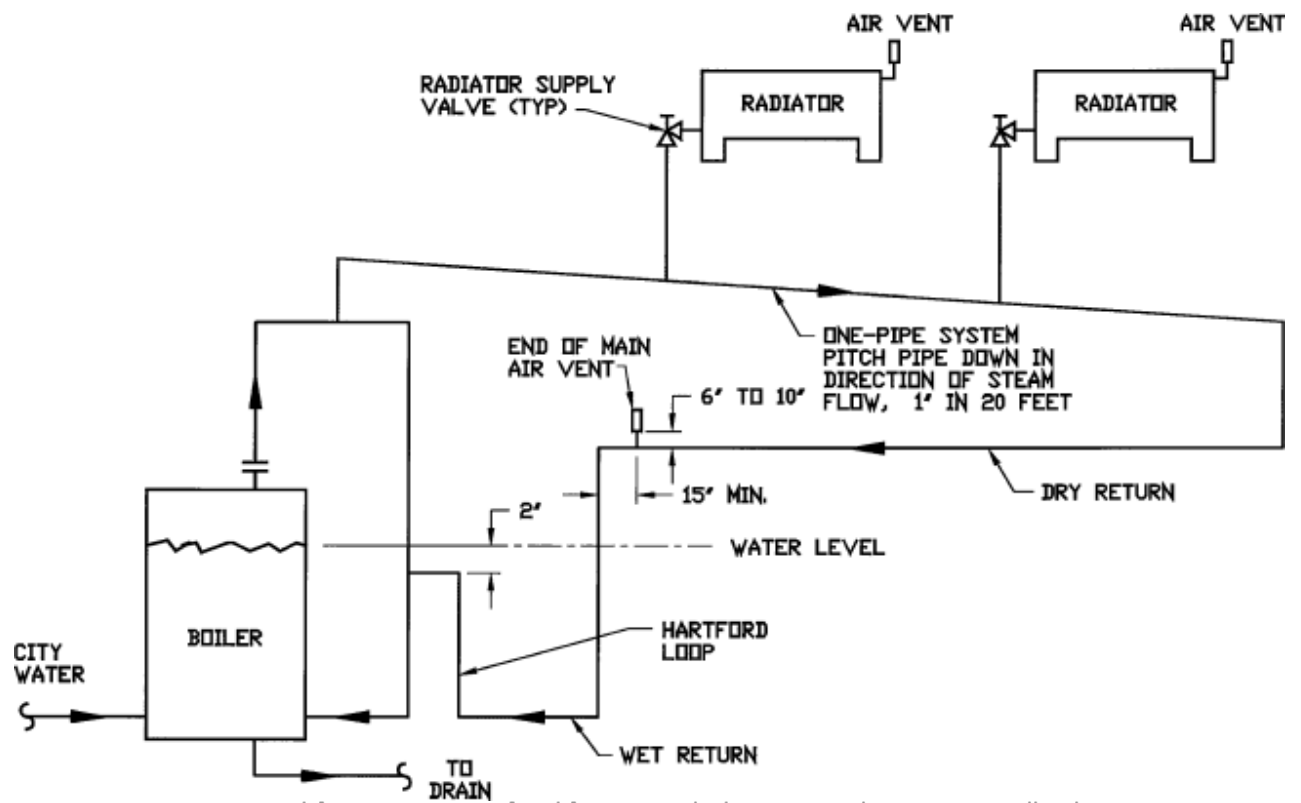 AIR VENT
AIR VENT
RADIATOR SUPPLY
VALVE (TYP)
RADIATOR
RADIATOR
END OF MAIN
AIR VENT
6" TO 10"
ONE-PIPE SYSTEM
PITCH PIPE DOWN IN
DIRECTION OF STEAM
FLOW, 1" IN 20 FEET
15" MIN.
DRY RETURN
2"
WATER LEVEL
BOILER
HARTFORD
LOOP
CITY
WATER
WET RETURN
TO
DRAIN